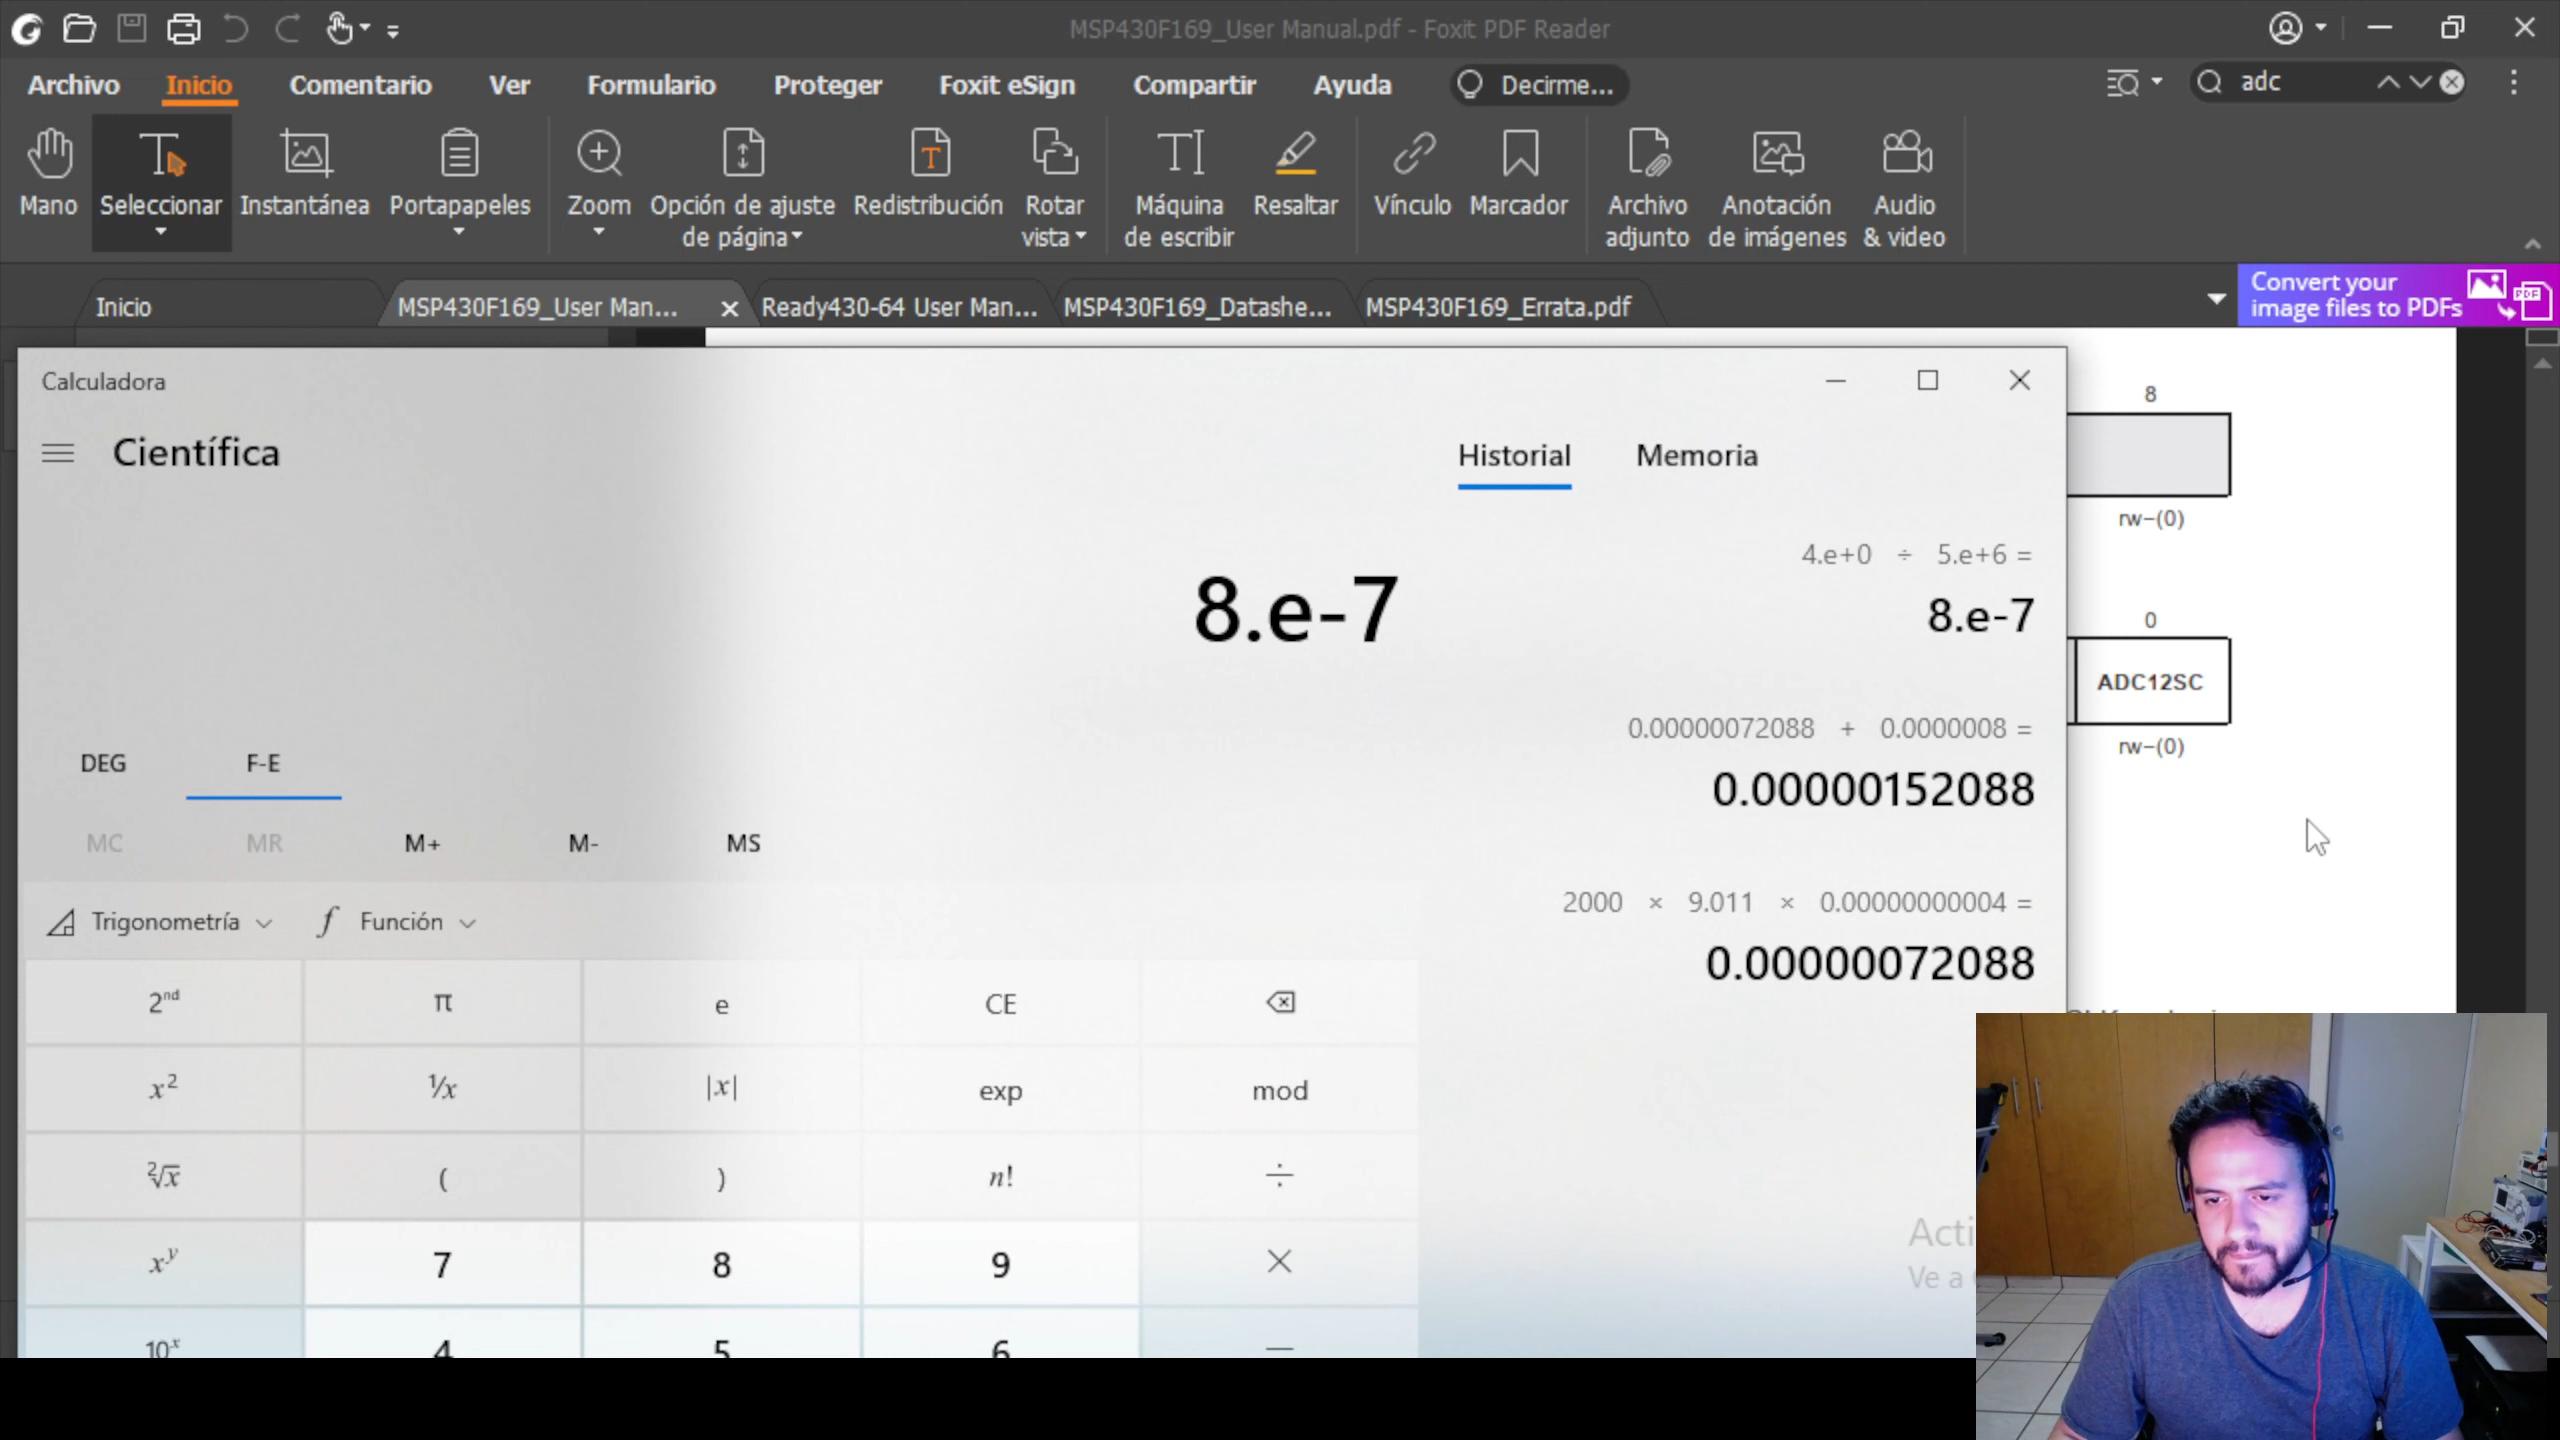 MSP430F169_User Manual.pdf - Foxit PDF Reader
Archivo Inicio Comentario Ver Formulario Proteger Foxit eSign Compartir Ayuda Decirme... adc
Mano Seleccionar Instantánea Portapapeles Zoom Opción de ajuste de página Redistribución Rotar vista Máquina de escribir Resaltar Vínculo Marcador Archivo adjunto Anotación de imágenes Audio & video
Inicio MSP430F169_User Man... Ready430-64 User Man... MSP430F169_Datashe... MSP430F169_Errata.pdf
Convert your
image files to PDFs
PDF
Calculadora
Científica
Historial Memoria
8.e-7
4.e+0 ÷ 5.e+6 =
8.e-7
0.00000072088 + 0.0000008 =
0.00000152088
2000 × 9.011 × 0.00000000004 =
0.00000072088
DEG F-E
MC MR M+ M- MS
Trigonometría Función
2nd π e CE
x2 1/x |x| exp mod
2√x ( ) n! ÷
xy 7 8 9 ×
10x 4 5 6 −
8
rw-(0)
0
ADC12SC
rw-(0)
Acti
Ve a